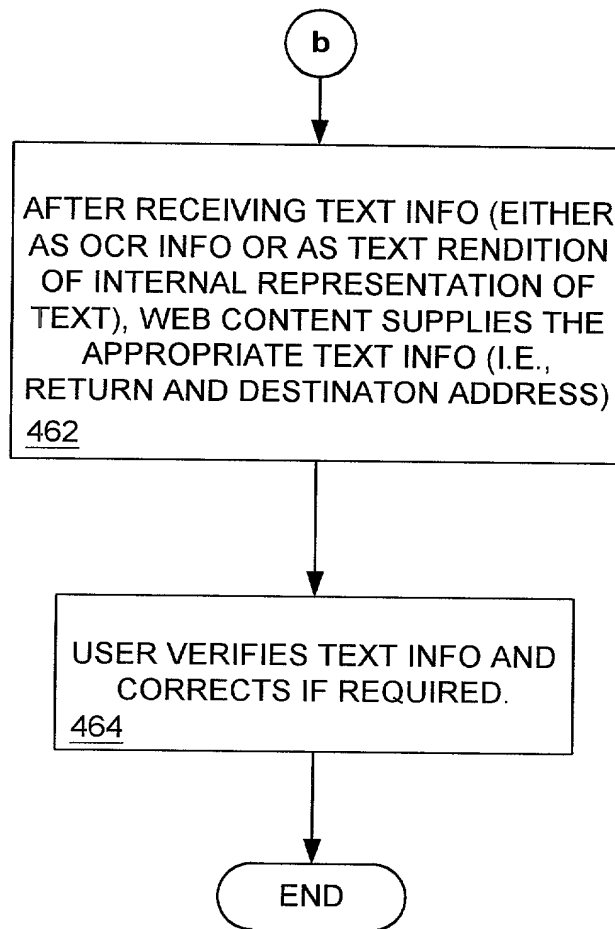 b
AFTER RECEIVING TEXT INFO (EITHER
AS OCR INFO OR AS TEXT RENDITION
OF INTERNAL REPRESENTATION OF
TEXT), WEB CONTENT SUPPLIES THE
APPROPRIATE TEXT INFO (I.E.,
RETURN AND DESTINATON ADDRESS)
462
USER VERIFIES TEXT INFO AND
CORRECTS IF REQUIRED.
464
END